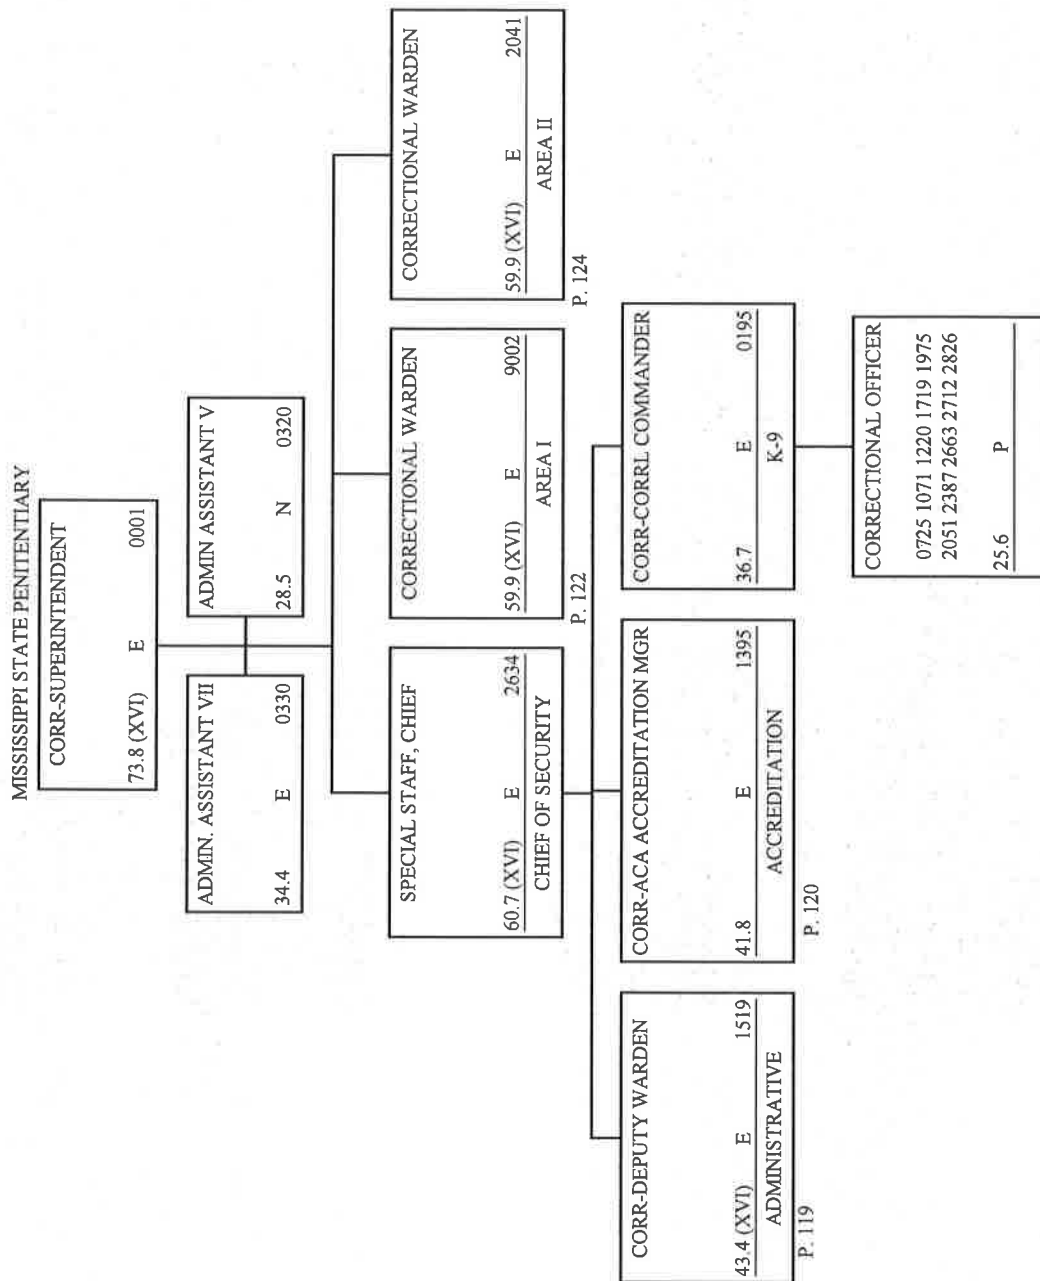 MISSISSIPPI STATE PENITENTIARY
CORR-SUPERINTENDENT
73.8 (XVI) E 0001
ADMIN. ASSISTANT VII
34.4 E 0330
ADMIN ASSISTANT V
28.5 N 0320
SPECIAL STAFF, CHIEF
60.7 (XVI) E 2634
CHIEF OF SECURITY
CORRECTIONAL WARDEN
59.9 (XVI) E 9002
AREA I
P. 122
CORRECTIONAL WARDEN
59.9 (XVI) E 2041
AREA II
P. 124
CORR-DEPUTY WARDEN
43.4 (XVI) E 1519
ADMINISTRATIVE
P. 119
CORR-ACA ACCREDITATION MGR
41.8 E 1395
ACCREDITATION
P. 120
CORR-CORRL COMMANDER
36.7 E 0195
K-9
CORRECTIONAL OFFICER
0725 1071 1220 1719 1975
2051 2387 2663 2712 2826
25.6 P